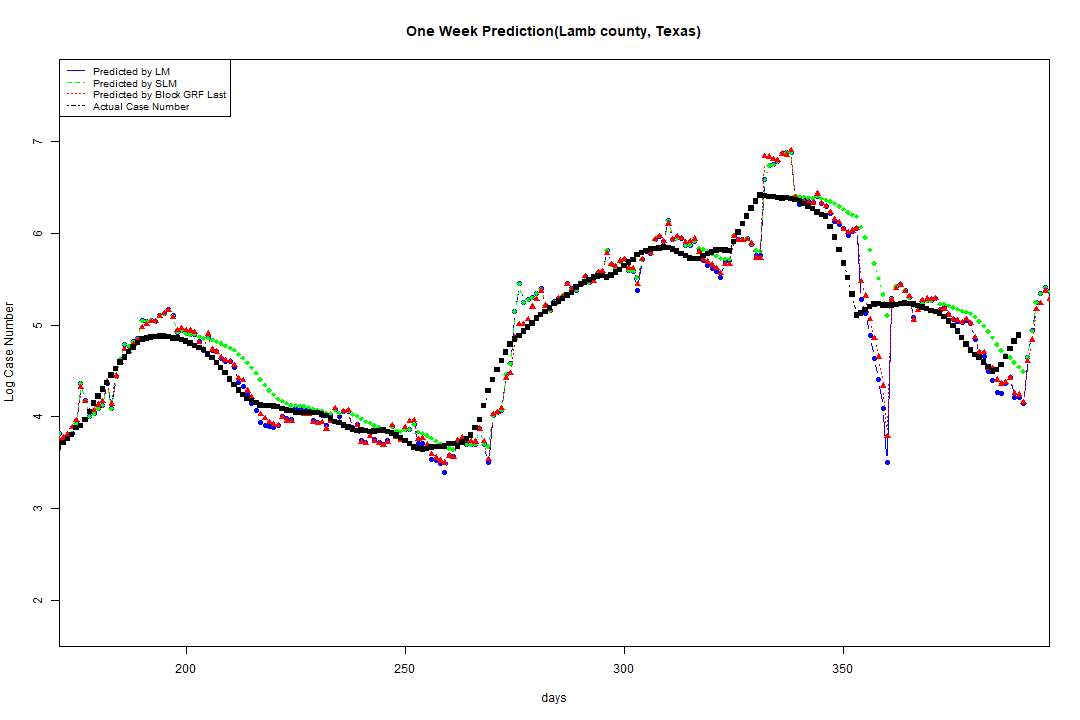 One Week Prediction(Lamb county, Texas)
Predicted by LM
Predicted by SLM
Predicted by Block GRF Last
Actual Case Number
7
6
5
4
3
2
Log Case Number
200 250 300 350
days